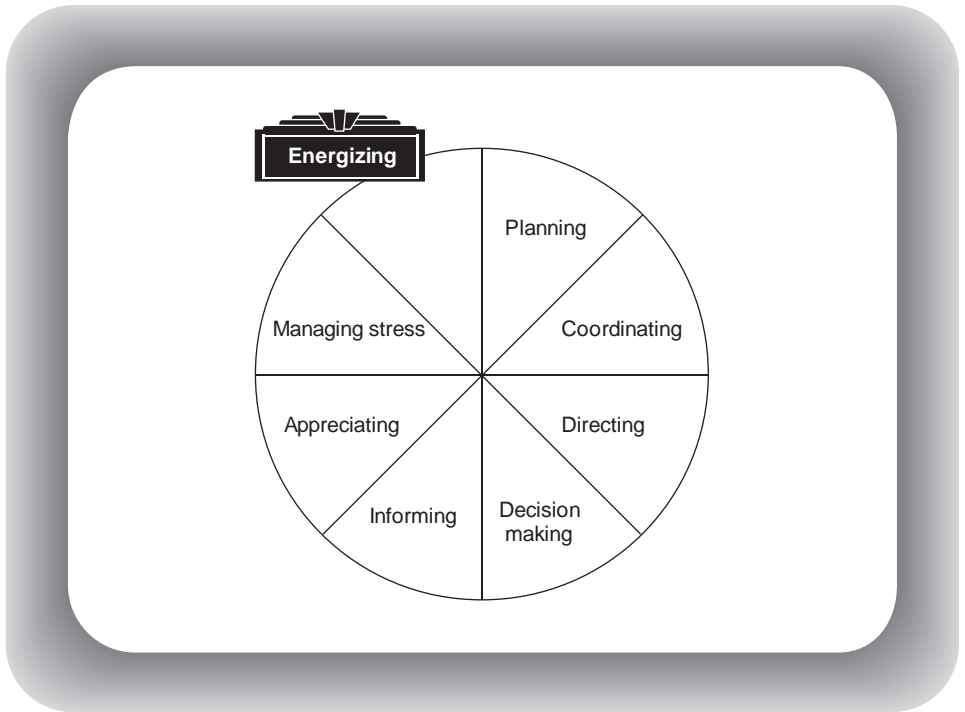 Energizing
Planning
Managing stress
Coordinating
Appreciating
Directing
Informing
Decision
making